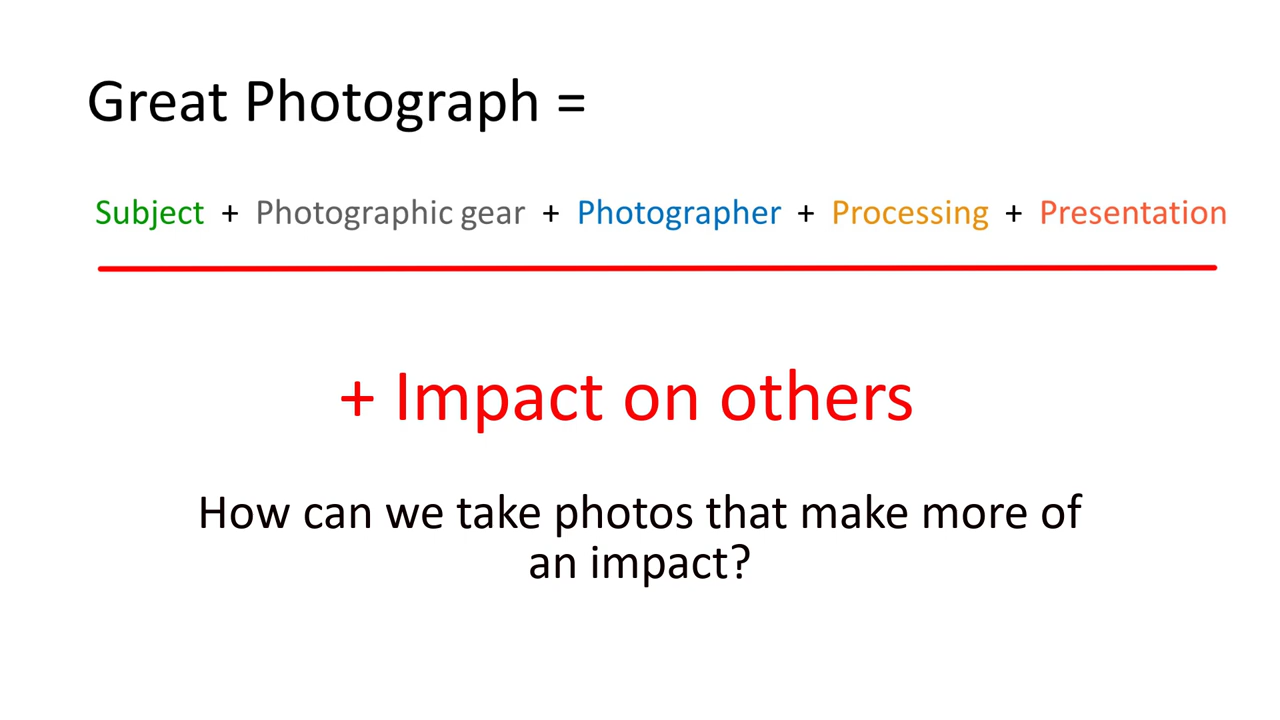 Great Photograph =
Subject + Photographic gear + Photographer + Processing + Presentation
+ Impact on others
How can we take photos that make more of
an impact?